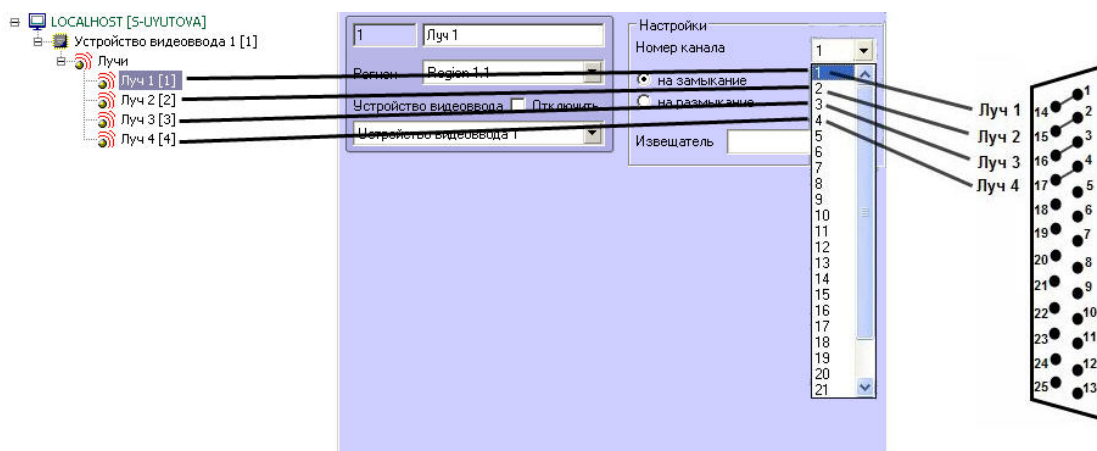 LOCALHOST [S-UYUTOVA]
Устройство видеоввода 1 [1]
Лучи
Луч 1 [1]
Луч 2 [2]
Луч 3 [3]
Луч 4 [4]
1
Луч 1
Регион
Region 1.1
Устройство видеоввода
Отключить
Устройство видеоввода 1
Настройки
Номер канала
1
на замыкание
на размыкание
Извещатель
1
2
3
4
5
6
7
8
9
10
11
12
13
14
15
16
17
18
19
20
21
Луч 1
Луч 2
Луч 3
Луч 4
1
14
2
15
3
16
4
17
5
18
6
19
7
20
8
21
9
22
10
23
11
24
12
25
13